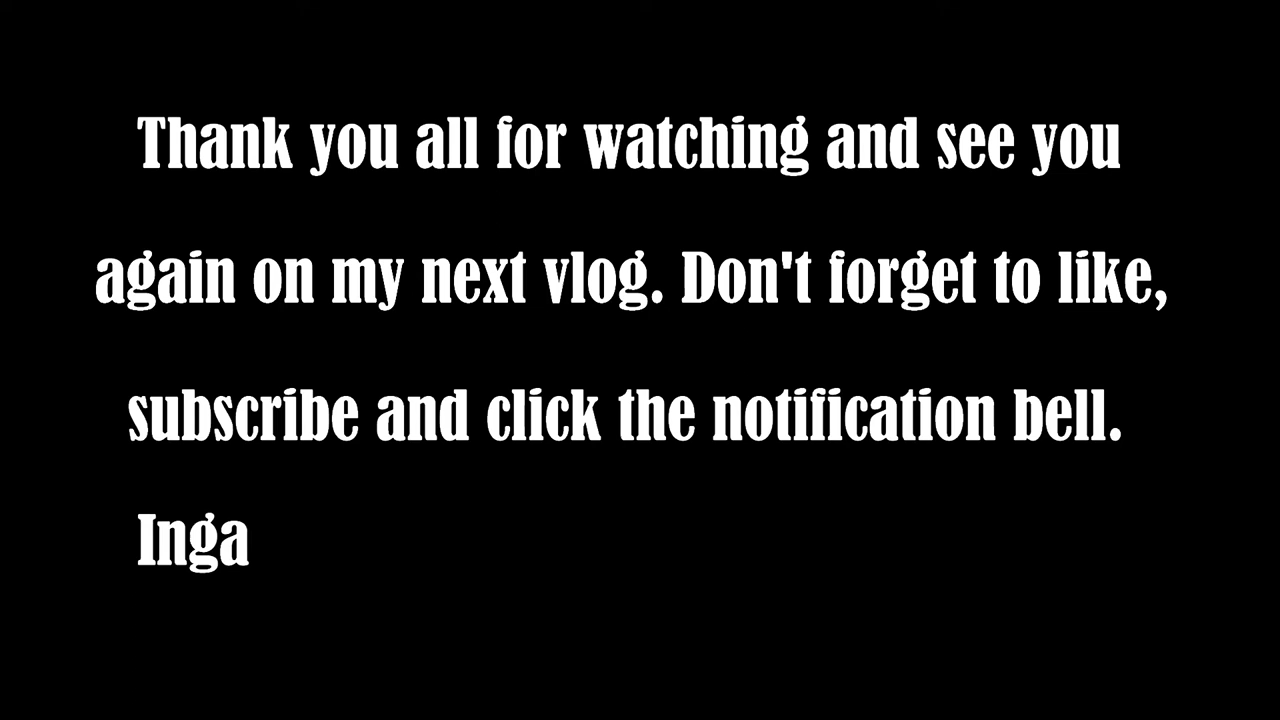 Thank you all for watching and see you
again on my next vlog. Don't forget to like,
subscribe and click the notification bell.
Inga